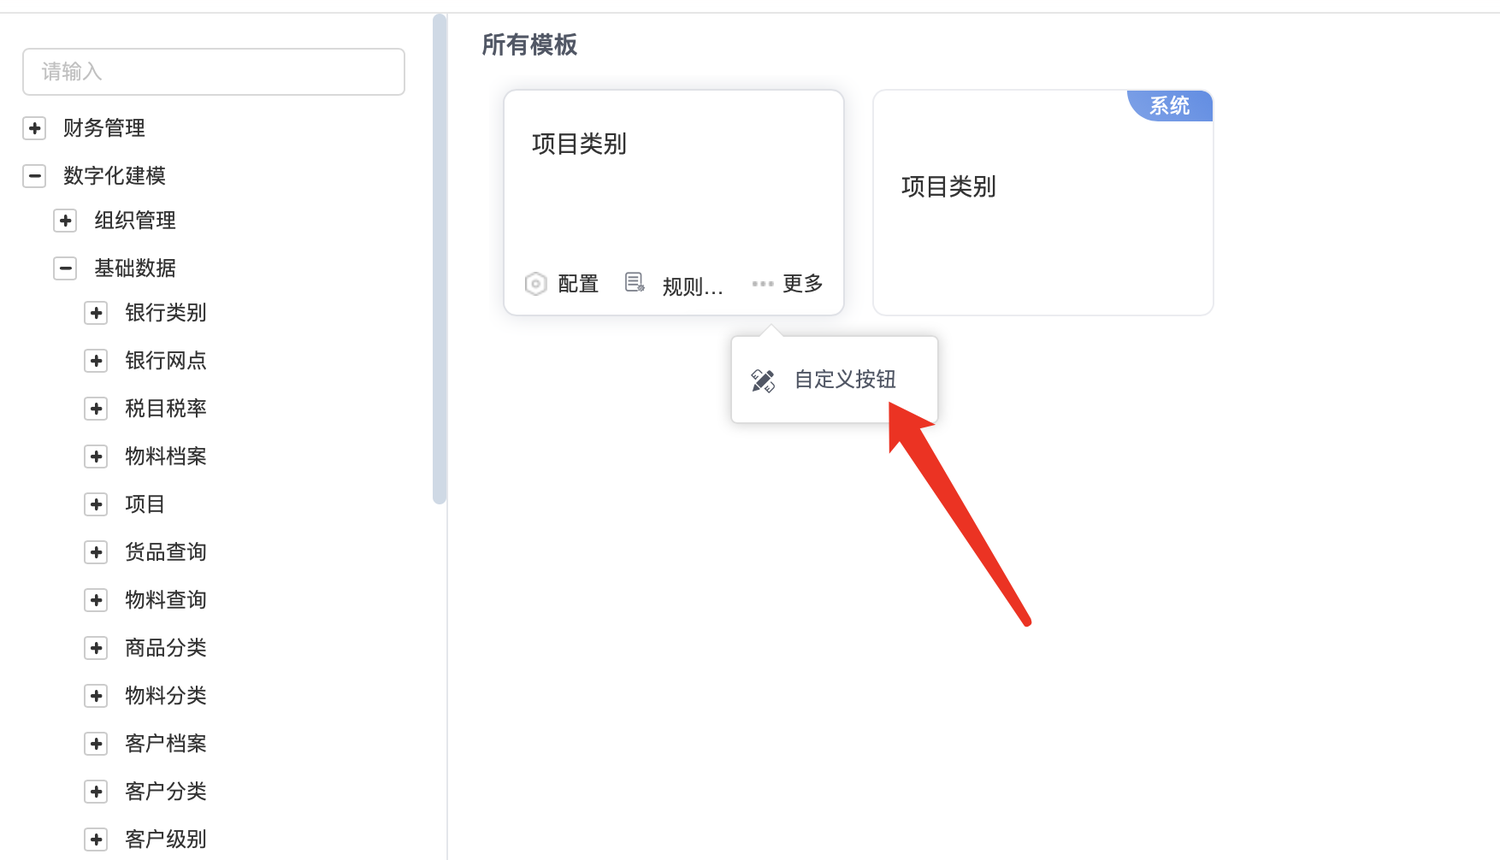 请输入
财务管理
数字化建模
组织管理
基础数据
银行类别
银行网点
税目税率
物料档案
项目
货品查询
物料查询
商品分类
物料分类
客户档案
客户分类
客户级别
所有模板
项目类别
配置 规则... 更多
系统
项目类别
自定义按钮